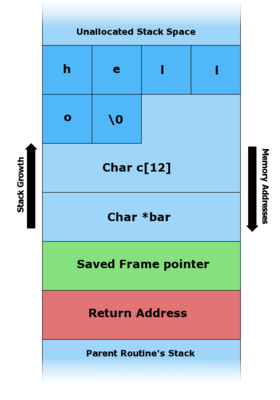 Unallocated Stack Space
h e l l
o \0
Char c[12]
Char *bar
Saved Frame pointer
Return Address
Parent Routine's Stack
Stack Growth
Memory Addresses